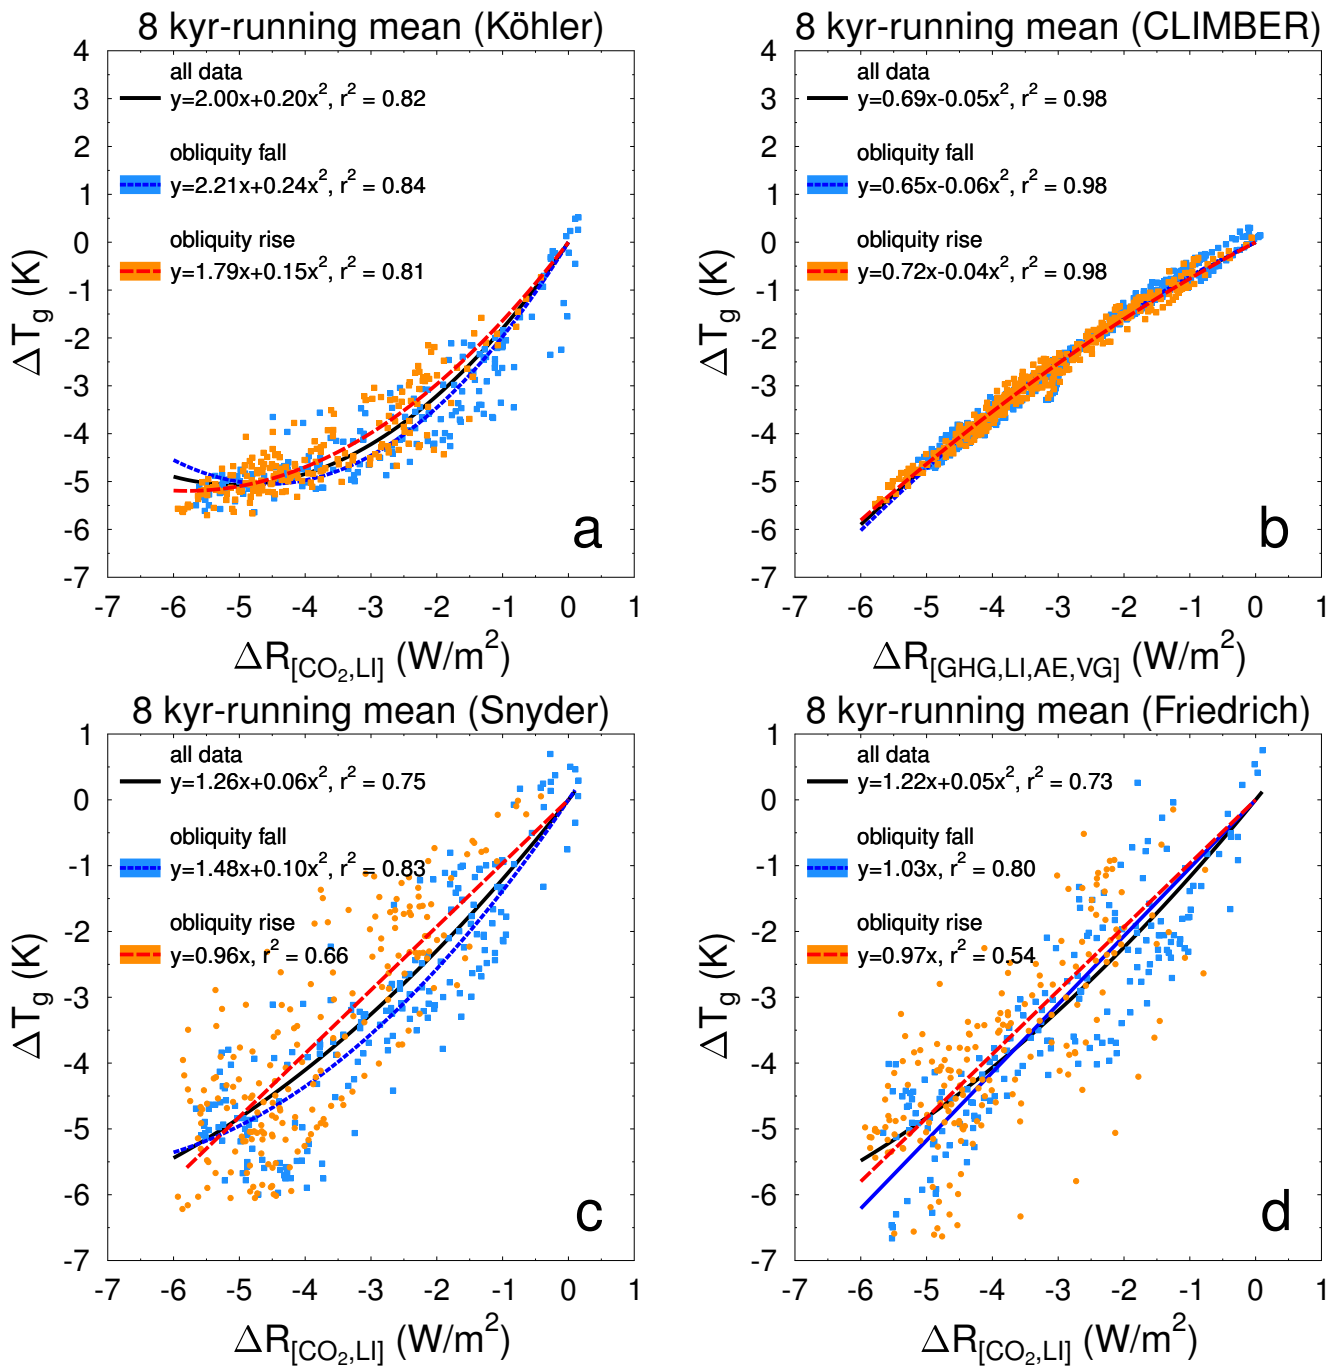 8 kyr-running mean (Köhler)
4
3
2
1
0
-1
-2
-3
-4
-5
-6
-7
ΔT_g (K)
all data
y=2.00x+0.20x², r² = 0.82
obliquity fall
y=2.21x+0.24x², r² = 0.84
obliquity rise
y=1.79x+0.15x², r² = 0.81
a
-7 -6 -5 -4 -3 -2 -1 0 1
ΔR_[CO₂,LI] (W/m²)
8 kyr-running mean (CLIMBER)
4
3
2
1
0
-1
-2
-3
-4
-5
-6
-7
ΔT_g (K)
all data
y=0.69x-0.05x², r² = 0.98
obliquity fall
y=0.65x-0.06x², r² = 0.98
obliquity rise
y=0.72x-0.04x², r² = 0.98
b
-7 -6 -5 -4 -3 -2 -1 0 1
ΔR_[GHG,LI,AE,VG] (W/m²)
8 kyr-running mean (Snyder)
1
0
-1
-2
-3
-4
-5
-6
-7
ΔT_g (K)
all data
y=1.26x+0.06x², r² = 0.75
obliquity fall
y=1.48x+0.10x², r² = 0.83
obliquity rise
y=0.96x, r² = 0.66
c
-7 -6 -5 -4 -3 -2 -1 0 1
ΔR_[CO₂,LI] (W/m²)
8 kyr-running mean (Friedrich)
1
0
-1
-2
-3
-4
-5
-6
-7
ΔT_g (K)
all data
y=1.22x+0.05x², r² = 0.73
obliquity fall
y=1.03x, r² = 0.80
obliquity rise
y=0.97x, r² = 0.54
d
-7 -6 -5 -4 -3 -2 -1 0 1
ΔR_[CO₂,LI] (W/m²)